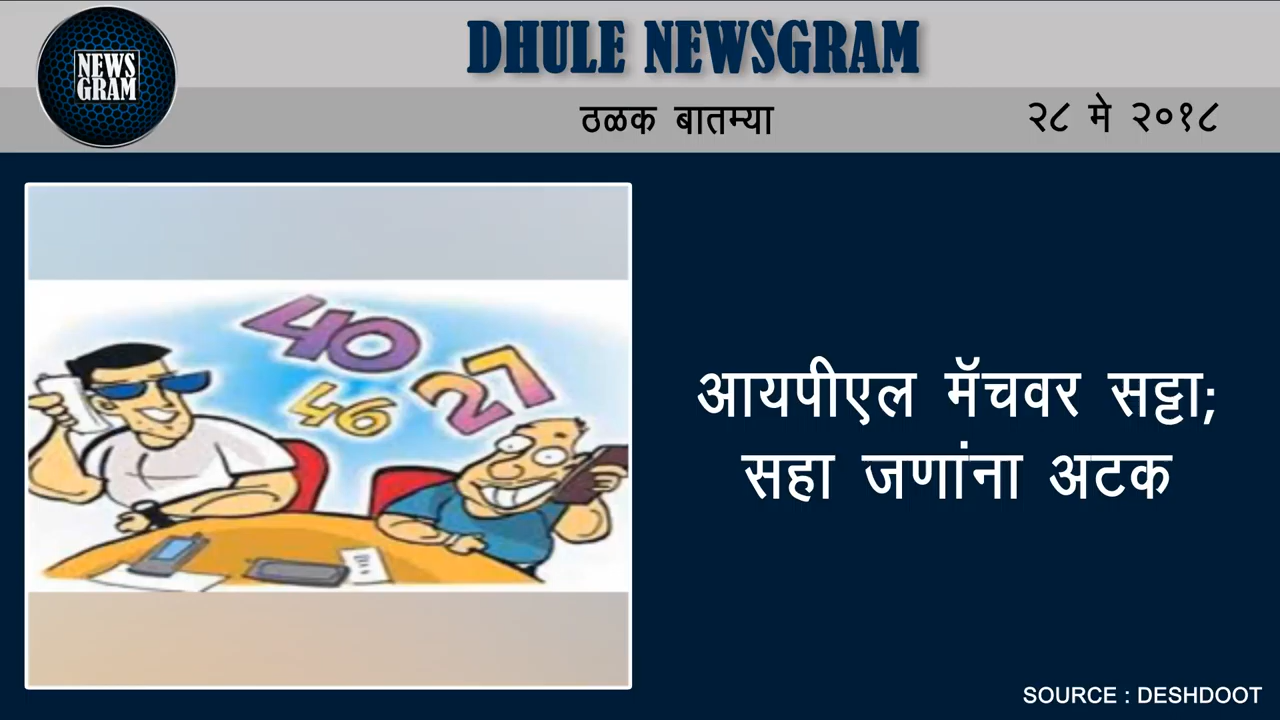 NEWS
GRAM
DHULE NEWSGRAM
ठळक बातम्या
२८ मे २०१८
40
46
27
आयपीएल मॅचवर सट्टा;
सहा जणांना अटक
SOURCE : DESHDOOT